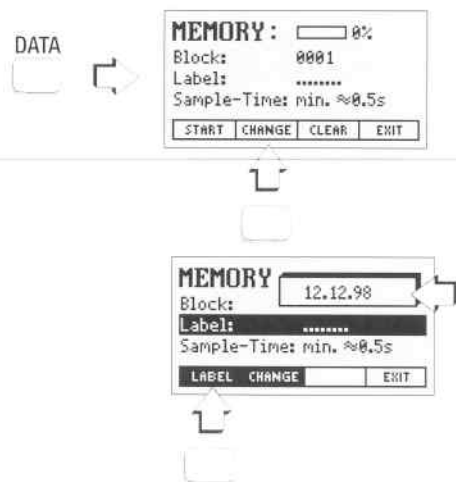 DATA
MEMORY: 0%
Block: 0001
Label: ........
Sample-Time: min. ≈0.5s
START CHANGE CLEAR EXIT
MEMORY
12.12.98
Block:
Label: ........
Sample-Time: min. ≈0.5s
LABEL CHANGE EXIT